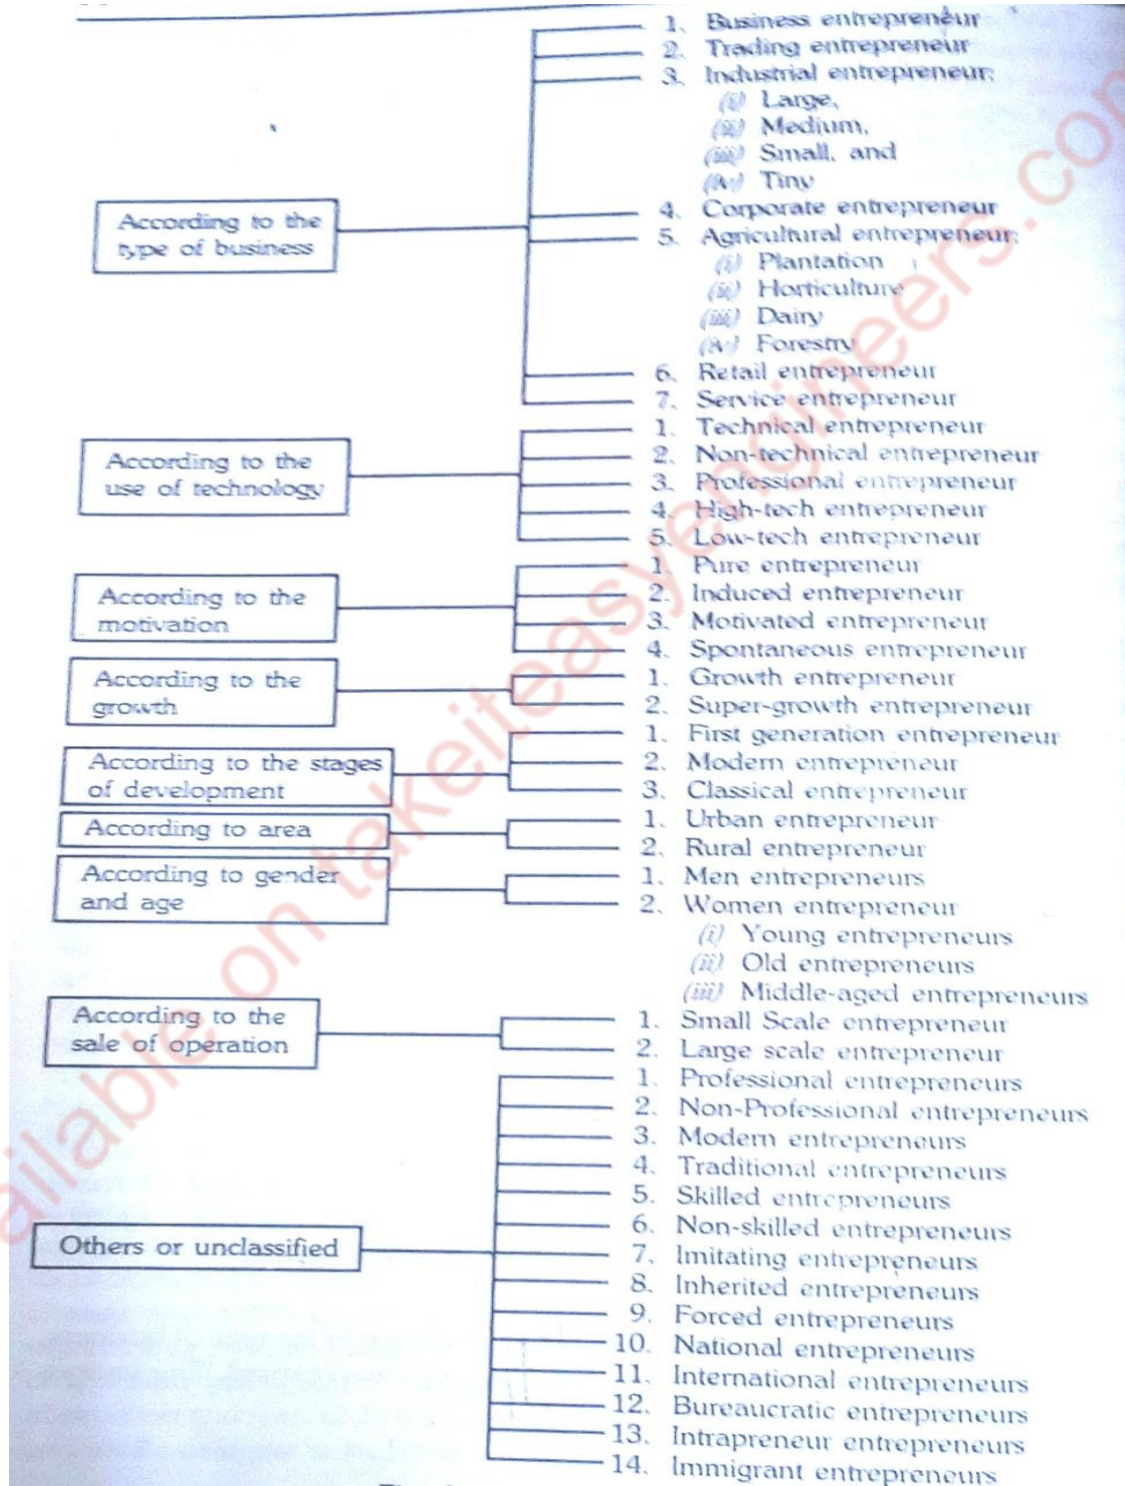 1. Business entrepreneur
2. Trading entrepreneur
3. Industrial entrepreneur:
(i) Large,
(ii) Medium,
(iii) Small, and
(iv) Tiny
According to the
type of business
4. Corporate entrepreneur
5. Agricultural entrepreneur:
(i) Plantation
(ii) Horticulture
(iii) Dairy
(iv) Forestry
6. Retail entrepreneur
7. Service entrepreneur
According to the
use of technology
1. Technical entrepreneur
2. Non-technical entrepreneur
3. Professional entrepreneur
4. High-tech entrepreneur
5. Low-tech entrepreneur
According to the
motivation
1. Pure entrepreneur
2. Induced entrepreneur
3. Motivated entrepreneur
4. Spontaneous entrepreneur
According to the
growth
1. Growth entrepreneur
2. Super-growth entrepreneur
According to the stages
of development
1. First generation entrepreneur
2. Modern entrepreneur
3. Classical entrepreneur
According to area
1. Urban entrepreneur
2. Rural entrepreneur
According to gender
and age
1. Men entrepreneurs
2. Women entrepreneur
(i) Young entrepreneurs
(ii) Old entrepreneurs
(iii) Middle-aged entrepreneurs
According to the
sale of operation
1. Small Scale entrepreneur
2. Large scale entrepreneur
Others or unclassified
1. Professional entrepreneurs
2. Non-Professional entrepreneurs
3. Modern entrepreneurs
4. Traditional entrepreneurs
5. Skilled entrepreneurs
6. Non-skilled entrepreneurs
7. Imitating entrepreneurs
8. Inherited entrepreneurs
9. Forced entrepreneurs
10. National entrepreneurs
11. International entrepreneurs
12. Bureaucratic entrepreneurs
13. Intrapreneur entrepreneurs
14. Immigrant entrepreneurs
ailable on takeiteasyengineers.com